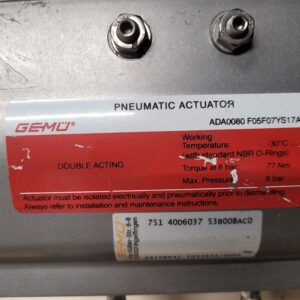 PNEUMATIC ACTUATOR
GEMÜ
ADA0080 F05F07YS17A
Working
Temperature: -30°C
(with standard NBR O-Rings)
DOUBLE ACTING
Torque at 6 bar 77 Nm
Max. Pressure 8 bar
Actuator must be isolated electrically and pneumatically prior to dismantling
Always refer to installation and maintenance instructions.
GEMÜ
751 40D6037 53B008AC0